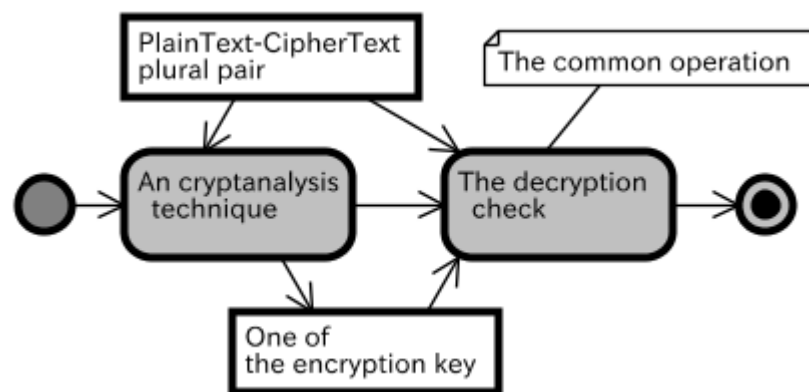 PlainText-CipherText
plural pair
The common operation
An cryptanalysis
technique
The decryption
check
One of
the encryption key